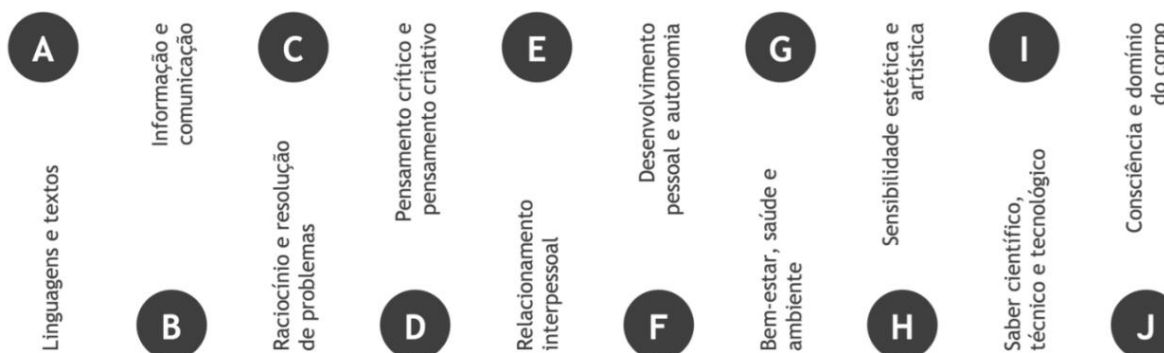 A
Linguagens e textos
B
Informação e
comunicação
C
Raciocínio e resolução
de problemas
D
Pensamento crítico e
pensamento criativo
E
Relacionamento
interpessoal
F
Desenvolvimento
pessoal e autonomia
G
Bem-estar, saúde e
ambiente
H
Sensibilidade estética e
artística
I
Saber científico,
técnico e tecnológico
J
Consciência e domínio
do corpo